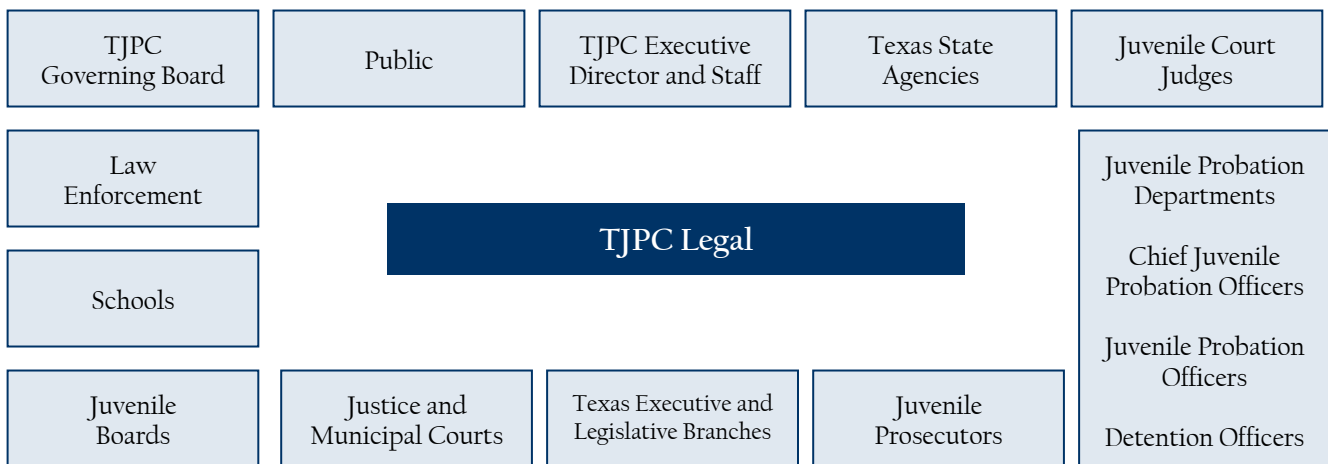 TJPC
Governing Board
Public
TJPC Executive
Director and Staff
Texas State
Agencies
Juvenile Court
Judges
Law
Enforcement
Schools
TJPC Legal
Juvenile Probation
Departments
Chief Juvenile
Probation Officers
Juvenile Probation
Officers
Detention Officers
Juvenile
Boards
Justice and
Municipal Courts
Texas Executive and
Legislative Branches
Juvenile
Prosecutors